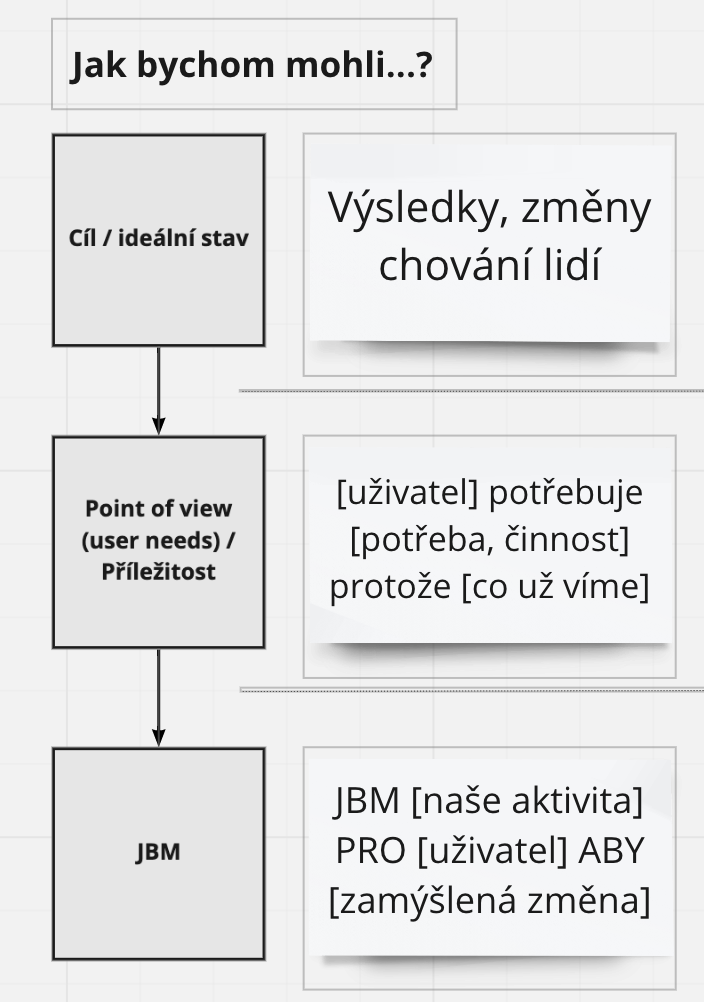 Jak bychom mohli...?
Cíl / ideální stav
Výsledky, změny
chování lidí
Point of view
(user needs) /
Příležitost
[uživatel] potřebuje
[potřeba, činnost]
protože [co už víme]
JBM
JBM [naše aktivita]
PRO [uživatel] ABY
[zamýšlená změna]